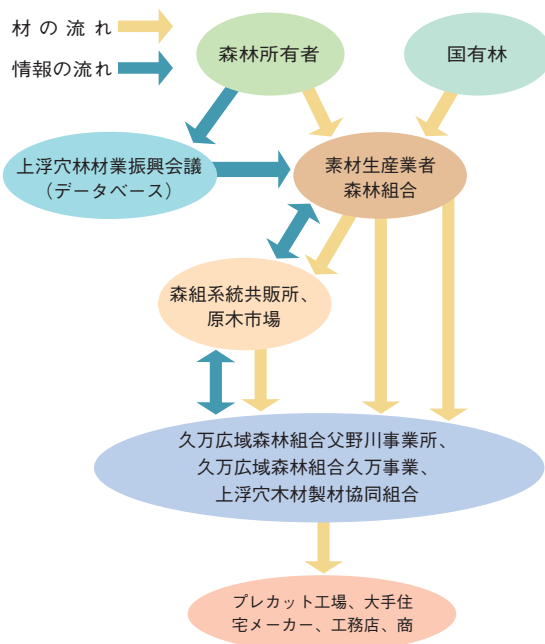 材の流れ
情報の流れ
森林所有者
国有林
上浮穴林材業振興会議
（データベース）
素材生産業者
森林組合
森組系統共販所、
原木市場
久万広域森林組合父野川事業所、
久万広域森林組合久万事業、
上浮穴木材製材協同組合
プレカット工場、大手住
宅メーカー、工務店、商